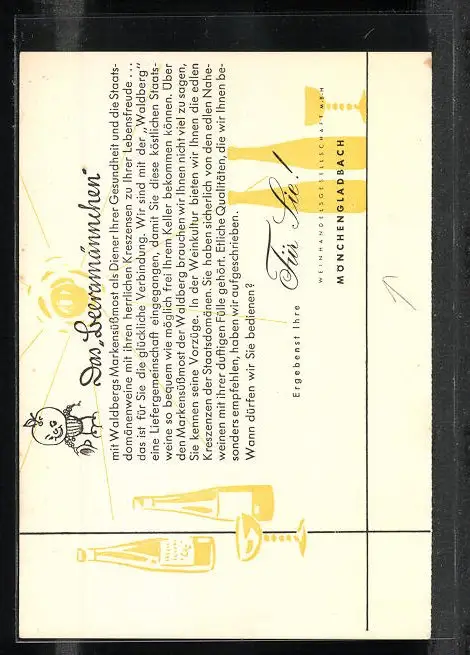 Das „Beeramännchen“
mit Waldbergs Markensüßmost als Diener Ihrer Gesundheit und die Staats-
domänenweine mit ihren herrlichen Kreszensen zu Ihrer Lebensfreude ...
das ist für Sie die glückliche Verbindung. Wir sind mit der „Waldberg“
eine Liefergemeinschaft eingegangen, damit Sie diese köstlichen Staats-
weine so bequem wie möglich frei Ihrem Keller bekommen können. Über
den Markensüßmost der Waldberg brauchen wir Ihnen nicht viel zu sagen,
Sie kennen seine Vorzüge. In der Weinkultur bieten wir Ihnen die edlen
Kreszenzen der Staatsdomänen. Sie haben sicherlich von den edlen Nahe-
weinen mit ihrer duftigen Fülle gehört. Etliche Qualitäten, die wir Ihnen be-
sonders empfehlen, haben wir aufgeschrieben.
Wann dürfen wir Sie bedienen?
Für Sie!
Ergebenst Ihre
WEINHANDELSGESELLSCHAFT M·B·H
MÖNCHENGLADBACH